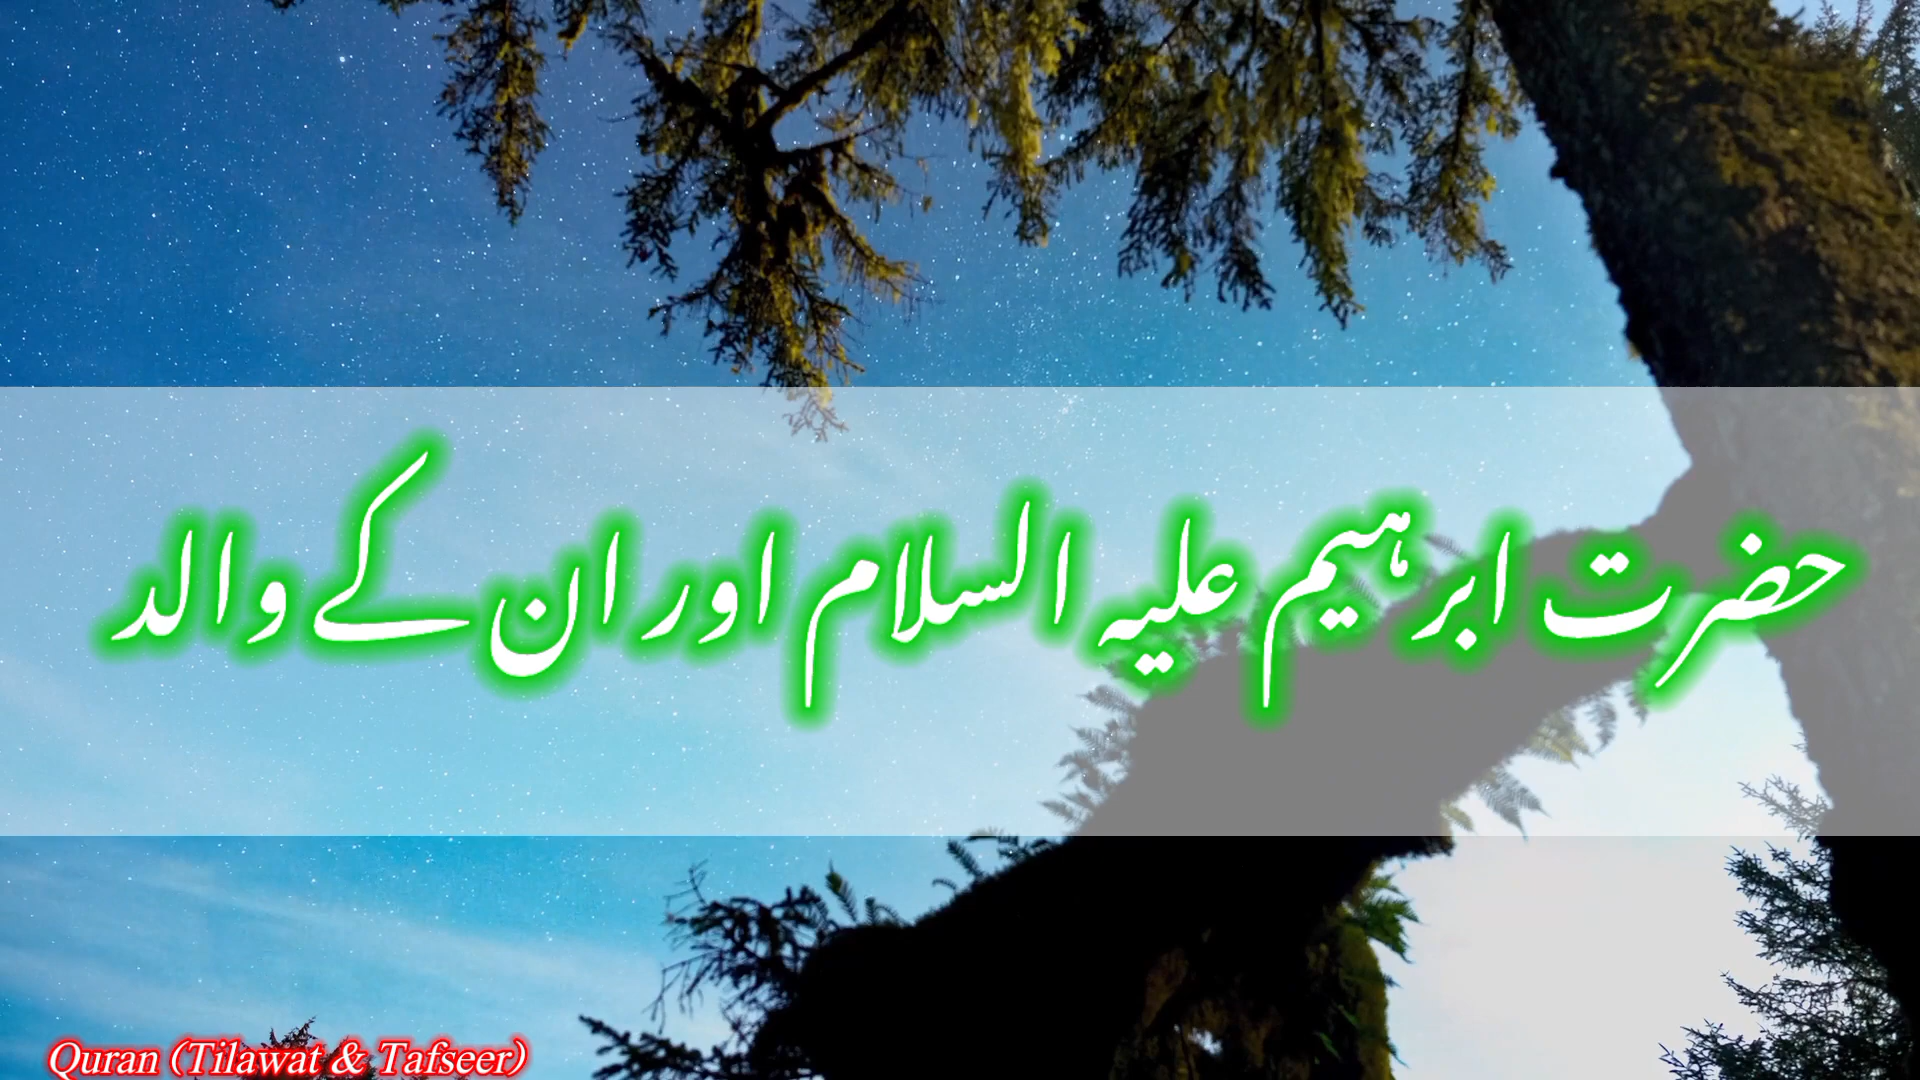 حضرت ابرہیم علیہ السلام اور ان کے والد
Quran (Tilawat & Tafseer)